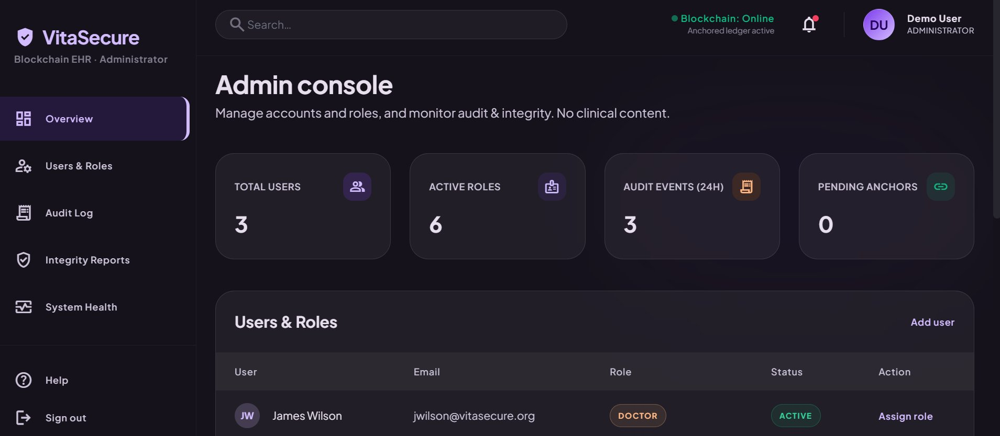 VitaSecure
Blockchain EHR · Administrator
Overview
Users & Roles
Audit Log
Integrity Reports
System Health
Help
Sign out
Search...
Blockchain: Online
Anchored ledger active
DU
Demo User
ADMINISTRATOR
Admin console
Manage accounts and roles, and monitor audit & integrity. No clinical content.
TOTAL USERS
3
ACTIVE ROLES
6
AUDIT EVENTS (24H)
3
PENDING ANCHORS
0
Users & Roles
Add user
User Email Role Status Action
JW James Wilson jwilson@vitasecure.org DOCTOR ACTIVE Assign role